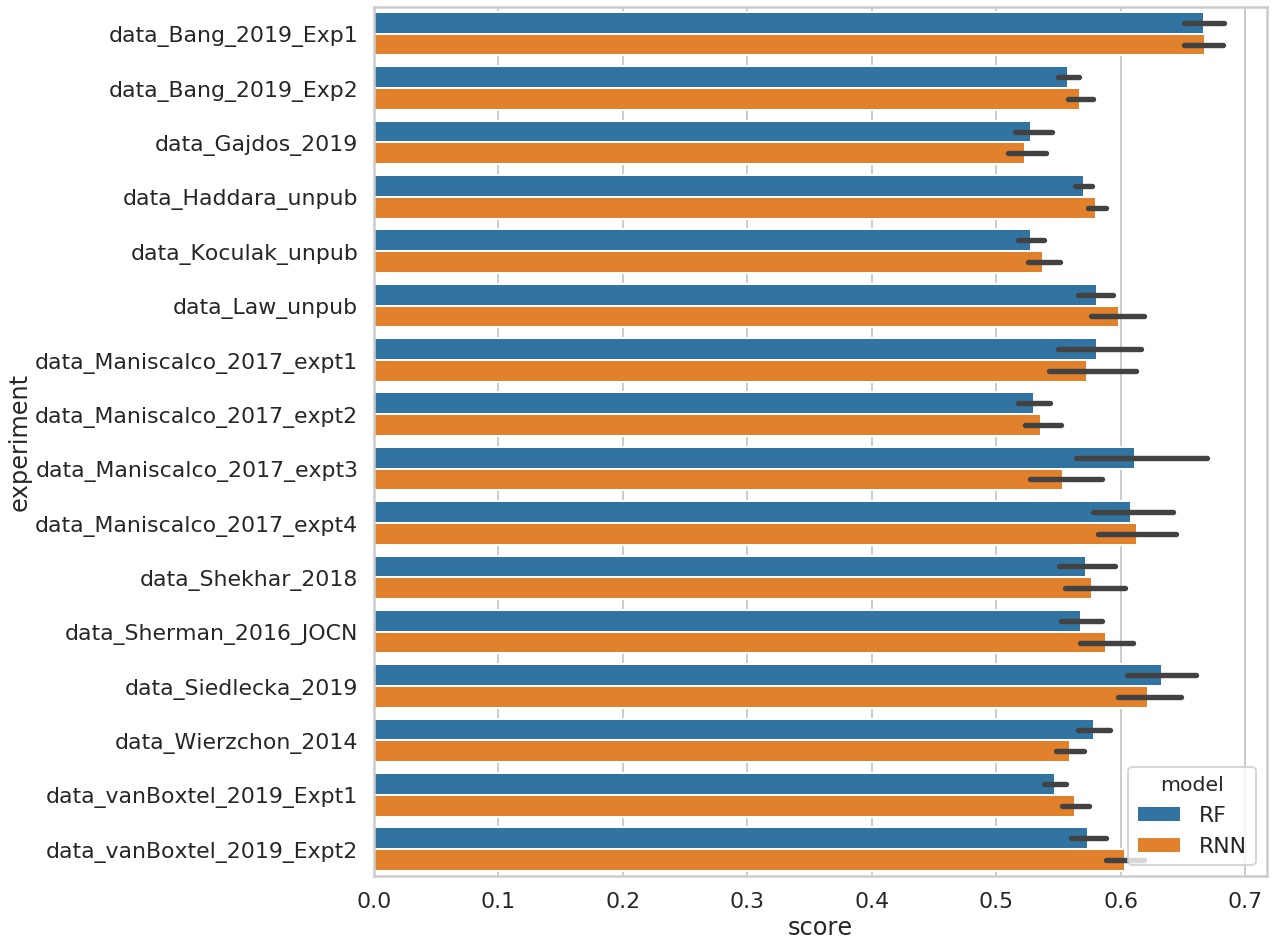 data_Bang_2019_Exp1
data_Bang_2019_Exp2
data_Gajdos_2019
data_Haddara_unpub
data_Koculak_unpub
data_Law_unpub
data_Maniscalco_2017_expt1
data_Maniscalco_2017_expt2
data_Maniscalco_2017_expt3
data_Maniscalco_2017_expt4
data_Shekhar_2018
data_Sherman_2016_JOCN
data_Siedlecka_2019
data_Wierzchon_2014
data_vanBoxtel_2019_Expt1
data_vanBoxtel_2019_Expt2
experiment
model
RF
RNN
0.0 0.1 0.2 0.3 0.4 0.5 0.6 0.7
score